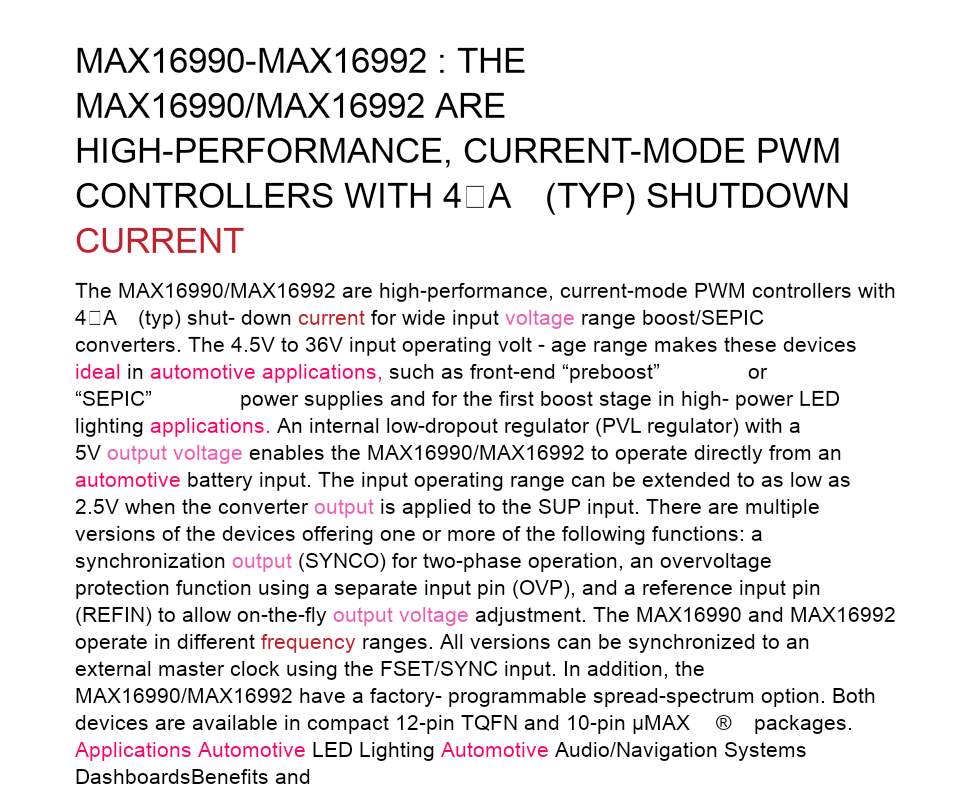 MAX16990-MAX16992 : THE
MAX16990/MAX16992 ARE
HIGH-PERFORMANCE, CURRENT-MODE PWM
CONTROLLERS WITH 4□A (TYP) SHUTDOWN
CURRENT
The MAX16990/MAX16992 are high-performance, current-mode PWM controllers with
4□A (typ) shut- down current for wide input voltage range boost/SEPIC
converters. The 4.5V to 36V input operating volt - age range makes these devices
ideal in automotive applications, such as front-end “preboost” or
“SEPIC” power supplies and for the first boost stage in high- power LED
lighting applications. An internal low-dropout regulator (PVL regulator) with a
5V output voltage enables the MAX16990/MAX16992 to operate directly from an
automotive battery input. The input operating range can be extended to as low as
2.5V when the converter output is applied to the SUP input. There are multiple
versions of the devices offering one or more of the following functions: a
synchronization output (SYNCO) for two-phase operation, an overvoltage
protection function using a separate input pin (OVP), and a reference input pin
(REFIN) to allow on-the-fly output voltage adjustment. The MAX16990 and MAX16992
operate in different frequency ranges. All versions can be synchronized to an
external master clock using the FSET/SYNC input. In addition, the
MAX16990/MAX16992 have a factory- programmable spread-spectrum option. Both
devices are available in compact 12-pin TQFN and 10-pin µMAX ® packages.
Applications Automotive LED Lighting Automotive Audio/Navigation Systems
DashboardsBenefits and